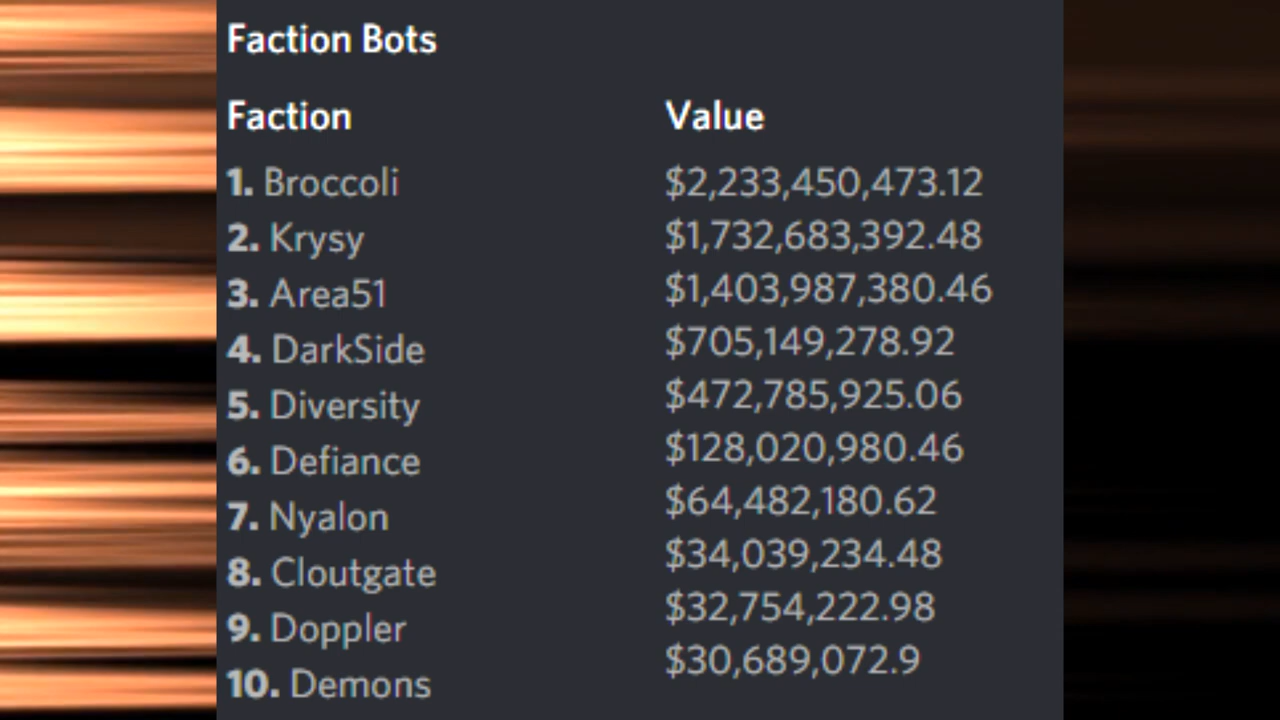 Faction Bots
Faction Value
1. Broccoli $2,233,450,473.12
2. Krysy $1,732,683,392.48
3. Area51 $1,403,987,380.46
4. DarkSide $705,149,278.92
5. Diversity $472,785,925.06
6. Defiance $128,020,980.46
7. Nyalon $64,482,180.62
8. Cloutgate $34,039,234.48
9. Doppler $32,754,222.98
10. Demons $30,689,072.9